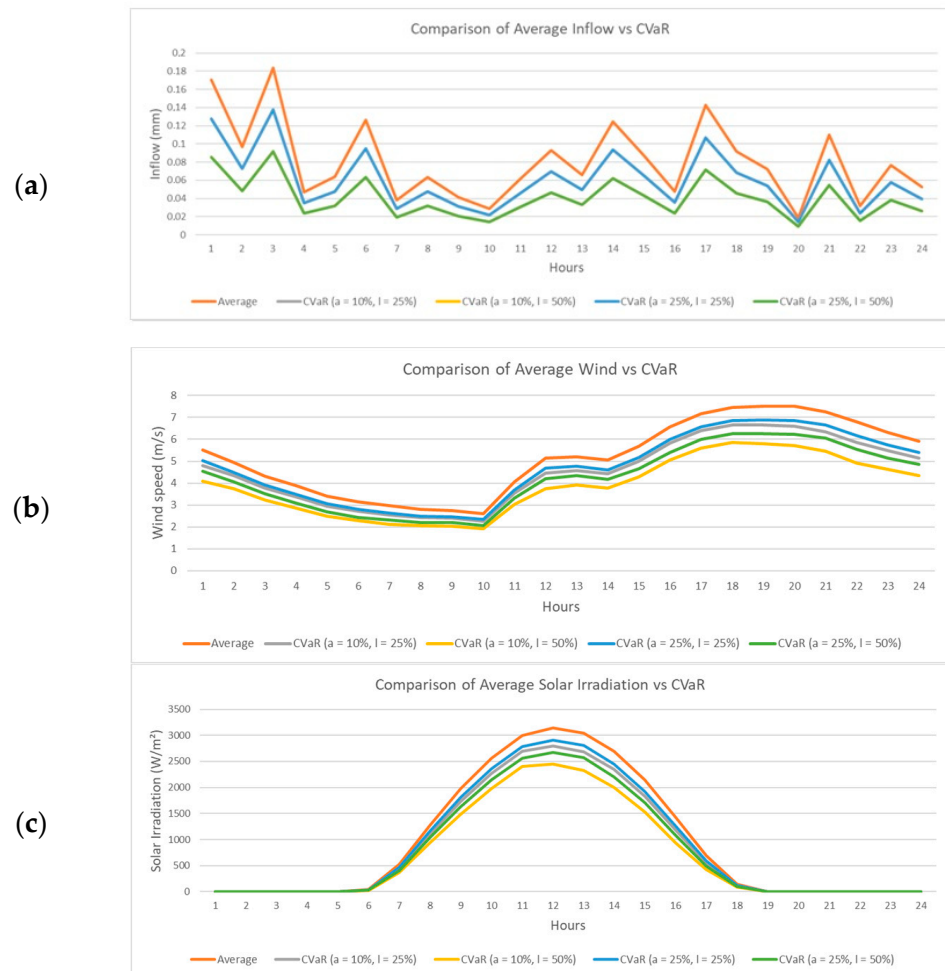 Comparison of Average Inflow vs CVaR
0.2
0.18
0.16
0.14
0.12
0.1
0.08
0.06
0.04
0.02
0
Inflow (mm)
1 2 3 4 5 6 7 8 9 10 11 12 13 14 15 16 17 18 19 20 21 22 23 24
Hours
Average CVaR (a = 10%, l = 25%) CVaR (a = 10%, l = 50%) CVaR (a = 25%, l = 25%) CVaR (a = 25%, l = 50%)
(a)
Comparison of Average Wind vs CVaR
8
7
6
5
4
3
2
1
0
Wind speed (m/s)
1 2 3 4 5 6 7 8 9 10 11 12 13 14 15 16 17 18 19 20 21 22 23 24
Hours
Average CVaR (a = 10%, l = 25%) CVaR (a = 10%, l = 50%) CVaR (a = 25%, l = 25%) CVaR (a = 25%, l = 50%)
(b)
Comparison of Average Solar Irradiation vs CVaR
3500
3000
2500
2000
1500
1000
500
0
Solar Irradiation (W/m²)
1 2 3 4 5 6 7 8 9 10 11 12 13 14 15 16 17 18 19 20 21 22 23 24
Hours
Average CVaR (a = 10%, l = 25%) CVaR (a = 10%, l = 50%) CVaR (a = 25%, l = 25%) CVaR (a = 25%, l = 50%)
(c)